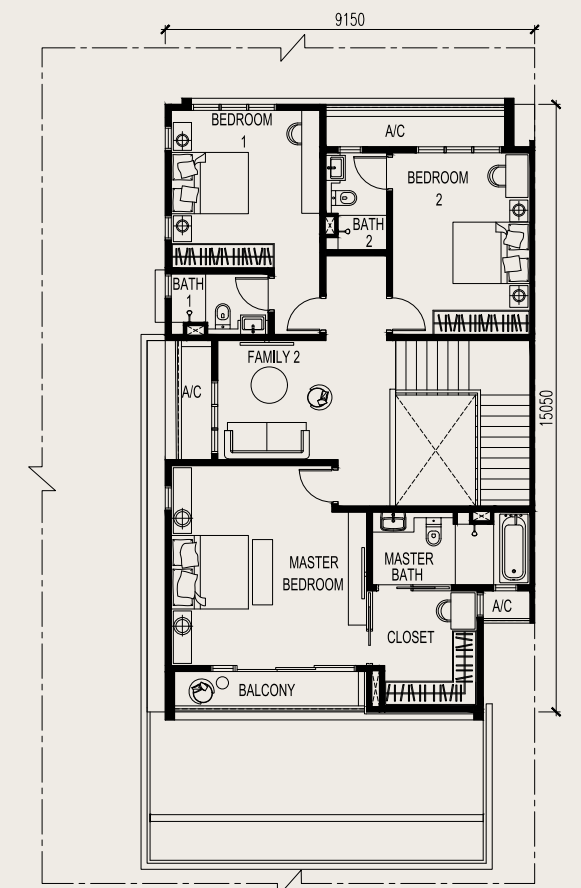 9150
BEDROOM
1
A/C
BEDROOM
2
BATH
2
BATH
1
FAMILY 2
A/C
15050
MASTER
BEDROOM
MASTER
BATH
A/C
CLOSET
BALCONY